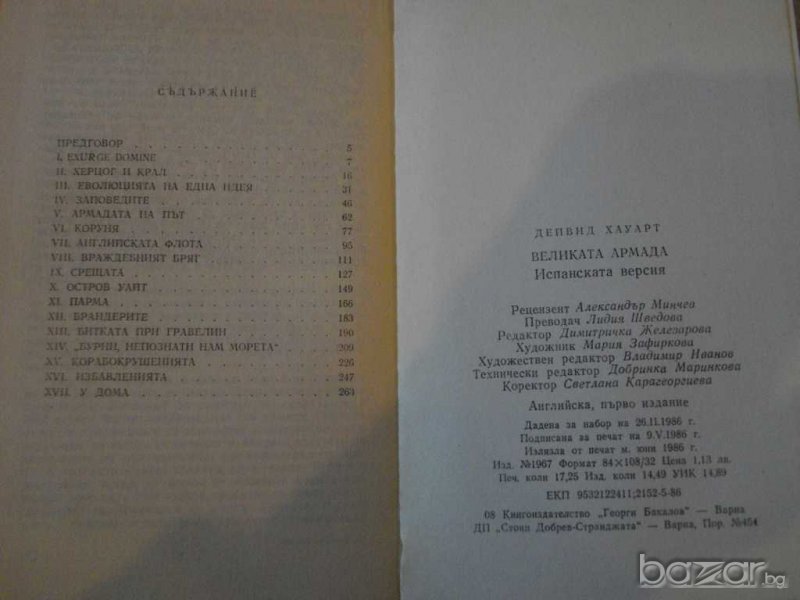 СЪДЪРЖАНИЕ
ПРЕДГОВОР . . . . . . . . . . 5
I. EXURGE DOMINE . . . . . . . . . . 7
II. ХЕРЦОГ И КРАЛ . . . . . . . . . . 16
III. ЕВОЛЮЦИЯТА НА ЕДНА ИДЕЯ . . . . . . . . . . 31
IV. ЗАПОВЕДИТЕ . . . . . . . . . . 46
V. АРМАДАТА НА ПЪТ . . . . . . . . . . 62
VI. КОРУНЯ . . . . . . . . . . 77
VII. АНГЛИЙСКАТА ФЛОТА . . . . . . . . . . 95
VIII. ВРАЖДЕБНИЯТ БРЯГ . . . . . . . . . . 111
IX. СРЕЩАТА . . . . . . . . . . 127
X. ОСТРОВ УАЙТ . . . . . . . . . . 149
XI. ПАРМА . . . . . . . . . . 166
XII. БРАНДЕРИТЕ . . . . . . . . . . 183
XIII. БИТКАТА ПРИ ГРАВЕЛИН . . . . . . . . . . 190
XIV. „БУРНИ, НЕПОЗНАТИ НАМ МОРЕТА“ . . . . . . . . . . 209
XV. КОРАБОКРУШЕНИЯТА . . . . . . . . . . 226
XVI. ИЗБАВЛЕНИЯТА . . . . . . . . . . 247
XVII. У ДОМА . . . . . . . . . . 263
ДЕЙВИД ХАУАРТ
ВЕЛИКАТА АРМАДА
Испанската версия
Рецензент Александър Минчев
Преводач Лидия Шведова
Редактор Димитричка Железарова
Художник Мария Зафиркова
Художествен редактор Владимир Иванов
Технически редактор Добринка Маринкова
Коректор Светлана Карагеоргиева
Английска, първо издание
Дадена за набор на 26.II.1986 г.
Подписана за печат на 9.V.1986 г.
Излязла от печат м. юни 1986 г.
Изд. №1967 Формат 84×108/32 Цена 1,13 лв.
Печ. коли 17,25 Изд. коли 14,49 УИК 14,89
ЕКП 9532122411;2152-5-86
08 Книгоиздателство „Георги Бакалов“ — Варна
ДП „Стоян Добрев-Странджата“ — Варна, Пор. №454
bazar.bg